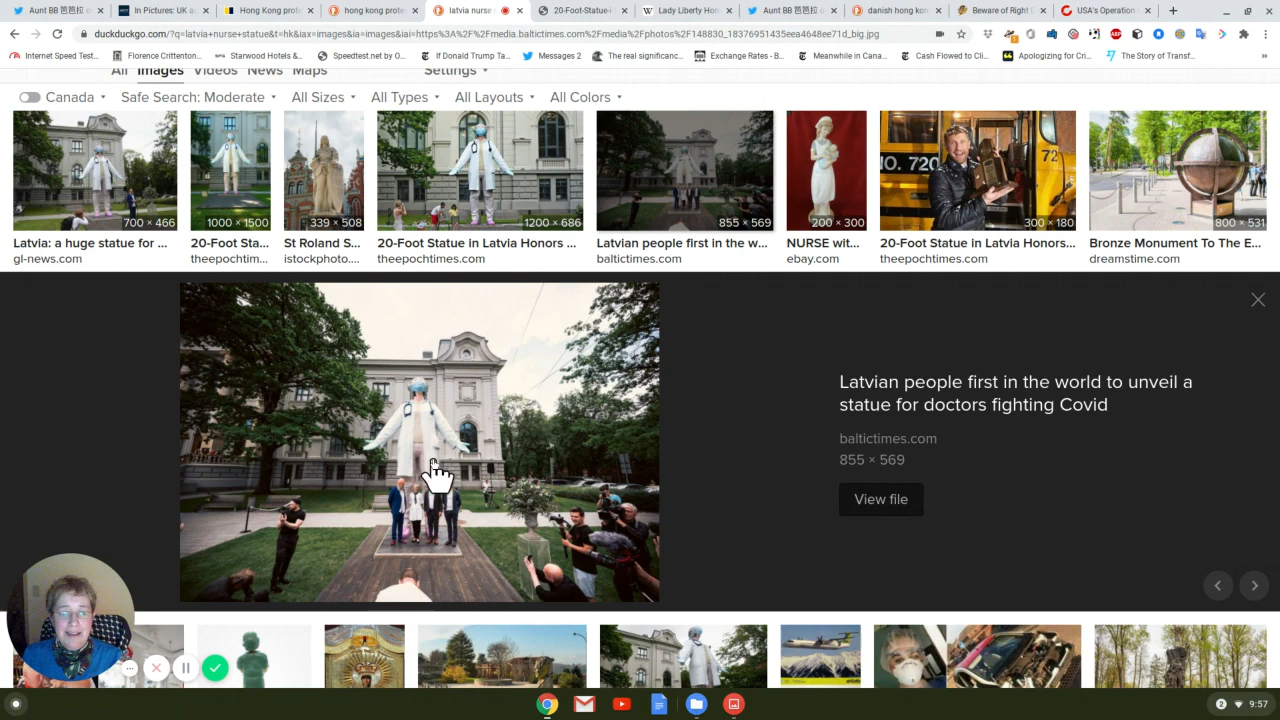 Aunt BB 芭芭拉
In Pictures: UK a
Hong Kong prote
hong kong prote
latvia nurse
20-Foot-Statue-i
Lady Liberty Hon
Aunt BB 芭芭拉
danish hong kon
Beware of Right
USA's Operation
duckduckgo.com/?q=latvia+nurse+statue&t=hk&iax=images&ia=images&iai=https%3A%2F%2Fmedia.baltictimes.com%2Fmedia%2Fphotos%2F148830_18376951435eea4648ee71d_big.jpg
Internet Speed Test...
Florence Crittenton...
Starwood Hotels &...
Speedtest.net by O...
If Donald Trump Ta...
Messages
The real significanc...
Exchange Rates - B...
Meanwhile in Cana...
Cash Flowed to Cli...
Apologizing for Cri...
The Story of Transf...
All Images Videos News Maps Settings
Canada Safe Search: Moderate All Sizes All Types All Layouts All Colors
NO. 720
72
700 × 466
1000 × 1500
339 × 508
1200 × 686
855 × 569
200 × 300
300 × 180
800 × 531
Latvia: a huge statue for ...
20-Foot Sta...
St Roland S...
20-Foot Statue in Latvia Honors ...
Latvian people first in the w...
NURSE wit...
20-Foot Statue in Latvia Honors...
Bronze Monument To The E...
gl-news.com
theepochtim...
istockphoto....
theepochtimes.com
baltictimes.com
ebay.com
theepochtimes.com
dreamstime.com
Latvian people first in the world to unveil a
statue for doctors fighting Covid
baltictimes.com
855 × 569
View file
2
9:57